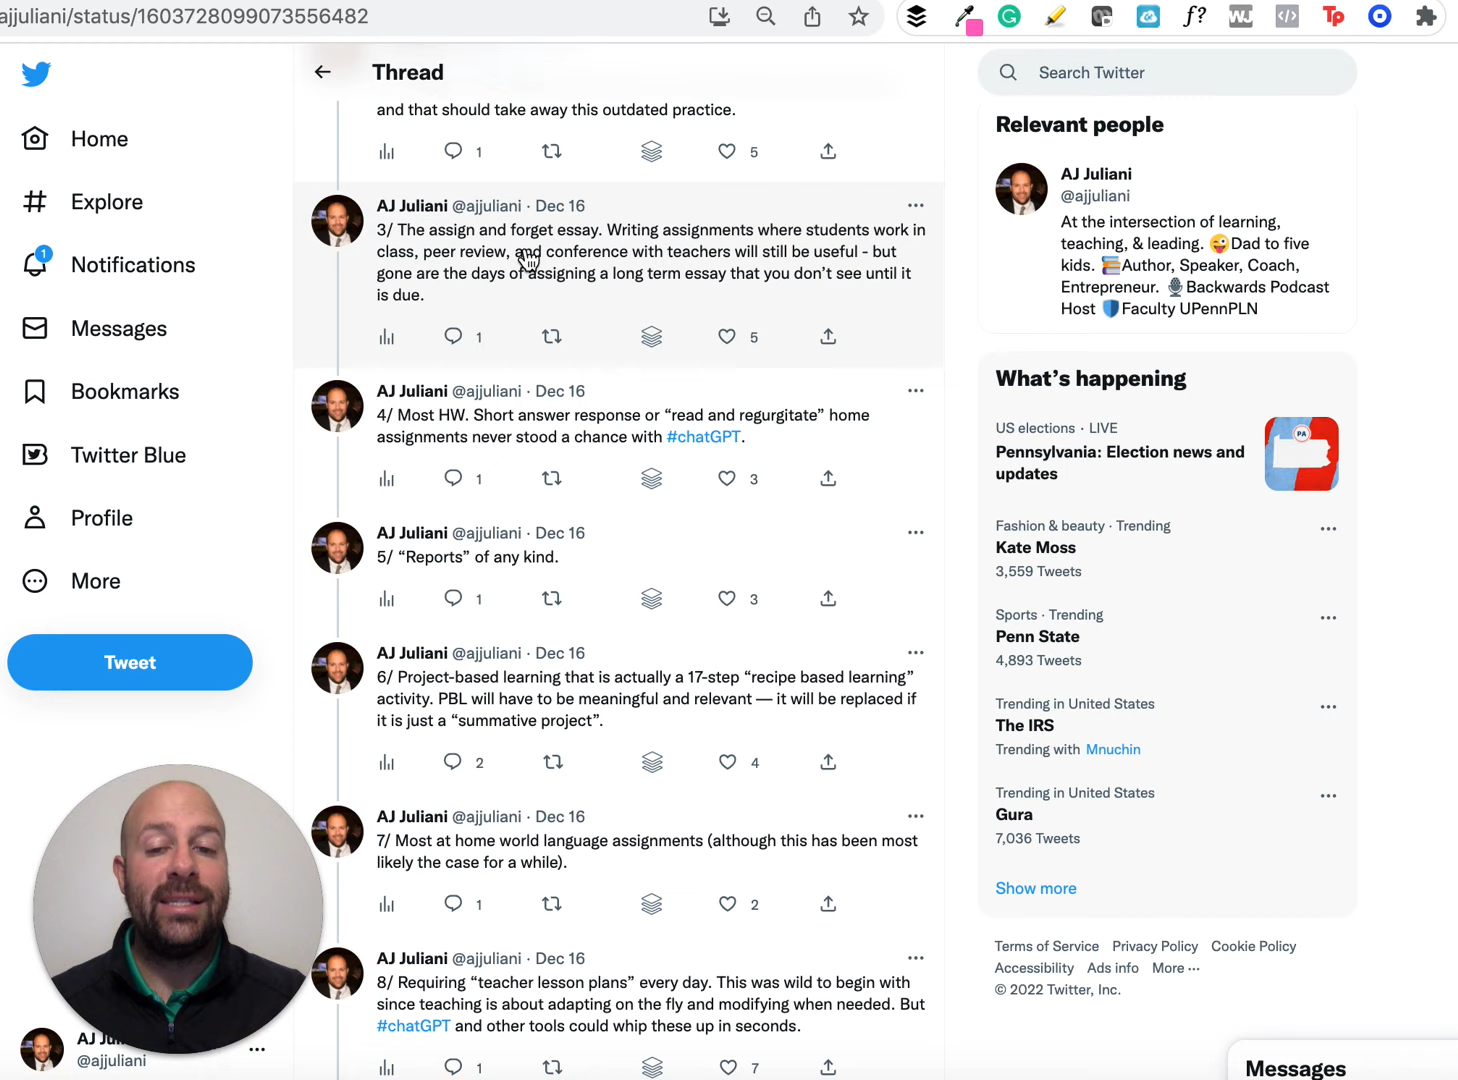 ajjuliani/status/1603728099073556482
f?
WJ
</>
Tp
Home
Explore
1
Notifications
Messages
Bookmarks
Twitter Blue
Profile
More
Tweet
AJ Ju
@ajjuliani
Thread
and that should take away this outdated practice.
1
5
AJ Juliani @ajjuliani · Dec 16
3/ The assign and forget essay. Writing assignments where students work in
class, peer review, and conference with teachers will still be useful - but
gone are the days of assigning a long term essay that you don’t see until it
is due.
1
5
AJ Juliani @ajjuliani · Dec 16
4/ Most HW. Short answer response or “read and regurgitate” home
assignments never stood a chance with #chatGPT.
1
3
AJ Juliani @ajjuliani · Dec 16
5/ “Reports” of any kind.
1
3
AJ Juliani @ajjuliani · Dec 16
6/ Project-based learning that is actually a 17-step “recipe based learning”
activity. PBL will have to be meaningful and relevant — it will be replaced if
it is just a “summative project”.
2
4
AJ Juliani @ajjuliani · Dec 16
7/ Most at home world language assignments (although this has been most
likely the case for a while).
1
2
AJ Juliani @ajjuliani · Dec 16
8/ Requiring “teacher lesson plans” every day. This was wild to begin with
since teaching is about adapting on the fly and modifying when needed. But
#chatGPT and other tools could whip these up in seconds.
1
7
Search Twitter
Relevant people
AJ Juliani
@ajjuliani
At the intersection of learning,
teaching, & leading. 😜Dad to five
kids. 📚Author, Speaker, Coach,
Entrepreneur. 🎙Backwards Podcast
Host 🛡Faculty UPennPLN
What’s happening
US elections · LIVE
Pennsylvania: Election news and
updates
PA
Fashion & beauty · Trending
Kate Moss
3,559 Tweets
Sports · Trending
Penn State
4,893 Tweets
Trending in United States
The IRS
Trending with Mnuchin
Trending in United States
Gura
7,036 Tweets
Show more
Terms of Service Privacy Policy Cookie Policy
Accessibility Ads info More ···
© 2022 Twitter, Inc.
Messages